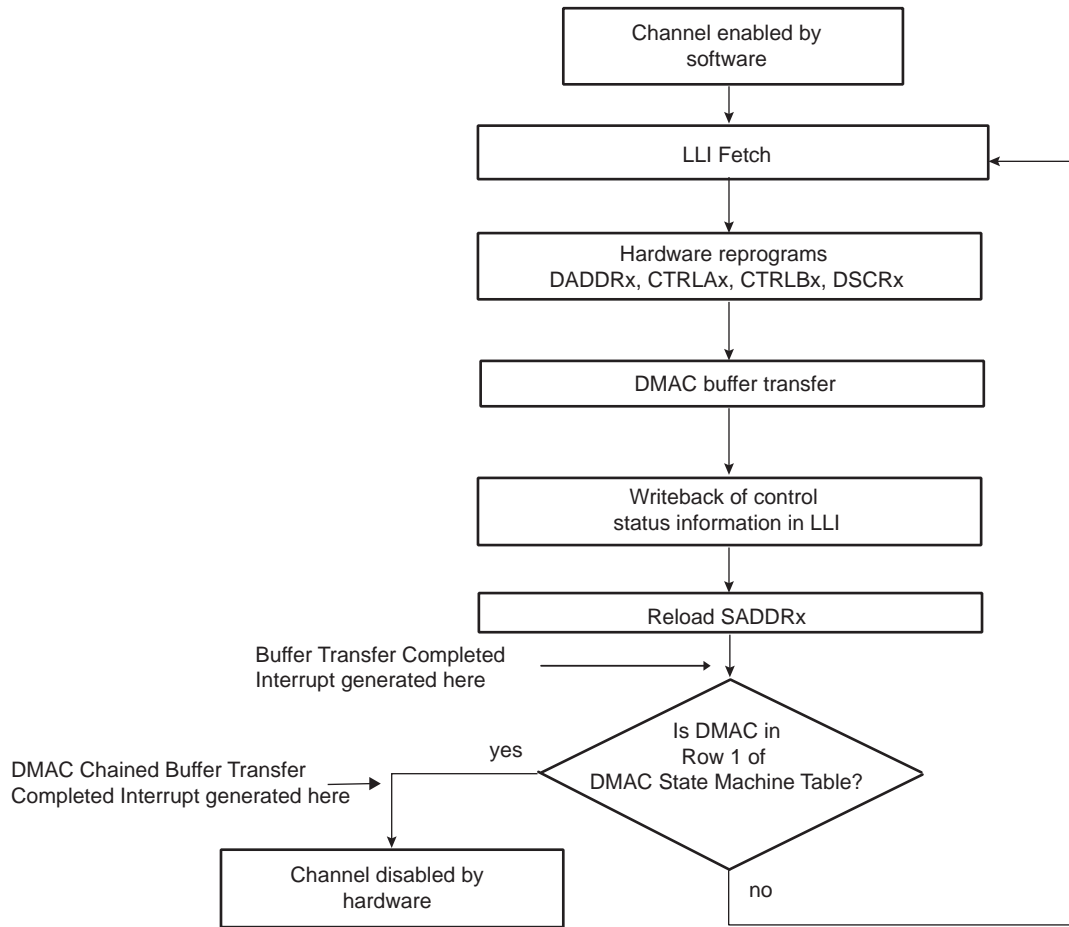 Channel enabled by
software
LLI Fetch
Hardware reprograms
DADDRx, CTRLAx, CTRLBx, DSCRx
DMAC buffer transfer
Writeback of control
status information in LLI
Reload SADDRx
Buffer Transfer Completed
Interrupt generated here
Is DMAC in
Row 1 of
DMAC State Machine Table?
yes
DMAC Chained Buffer Transfer
Completed Interrupt generated here
Channel disabled by
hardware
no